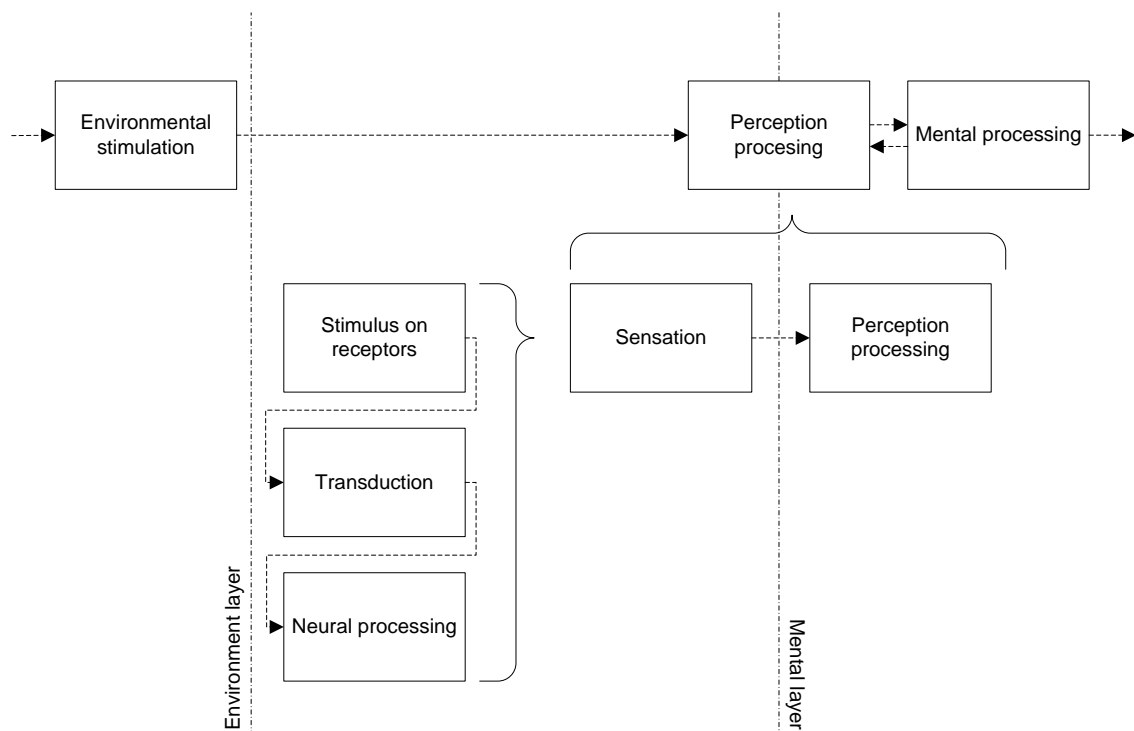 Environmental
stimulation
Perception
procesing
Mental processing
Stimulus on
receptors
Sensation
Perception
processing
Transduction
Neural processing
Environment layer
Mental layer